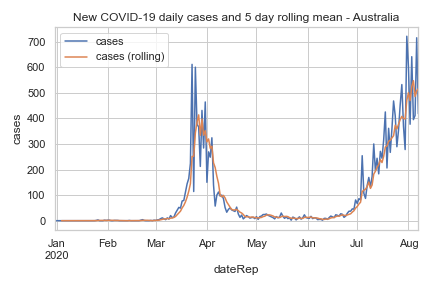 New COVID-19 daily cases and 5 day rolling mean - Australia
cases
cases (rolling)
700
600
500
400
300
200
100
0
cases
Jan Feb Mar Apr May Jun Jul Aug
2020
dateRep